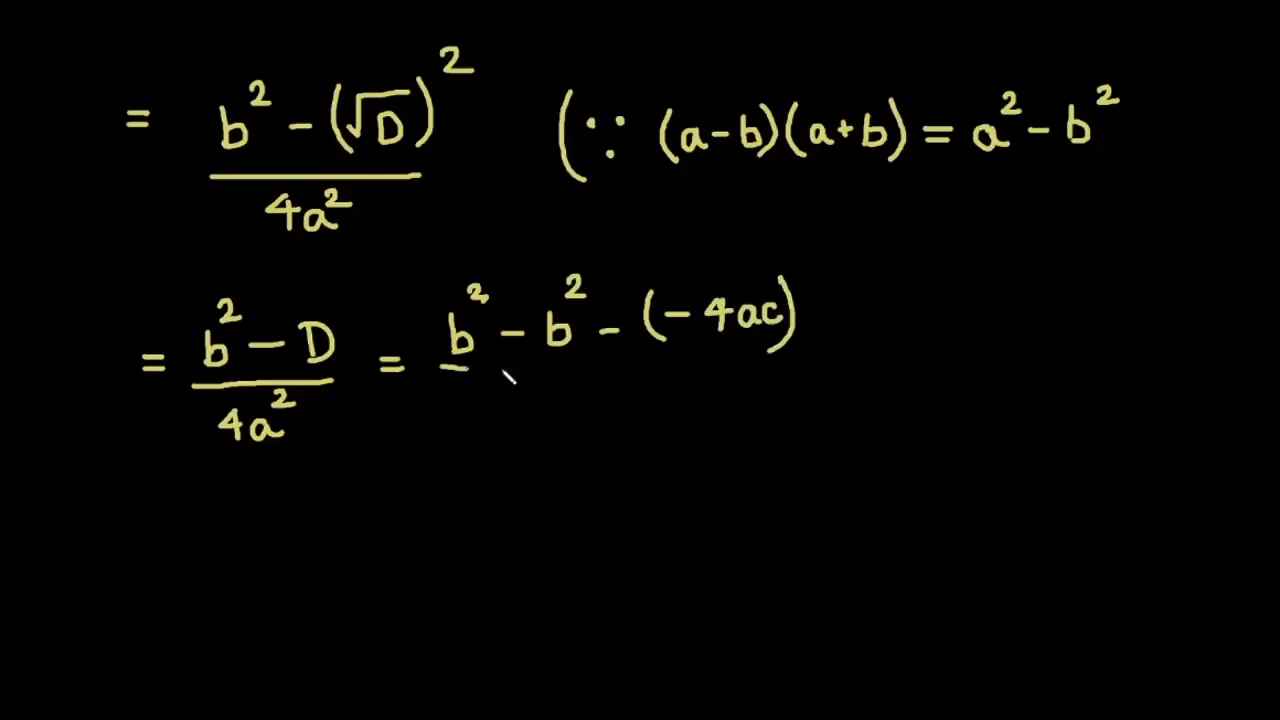 = b² - (√D)² / 4a² (∵ (a-b)(a+b) = a² - b²
= b² - D / 4a² = b² - b² - (-4ac)